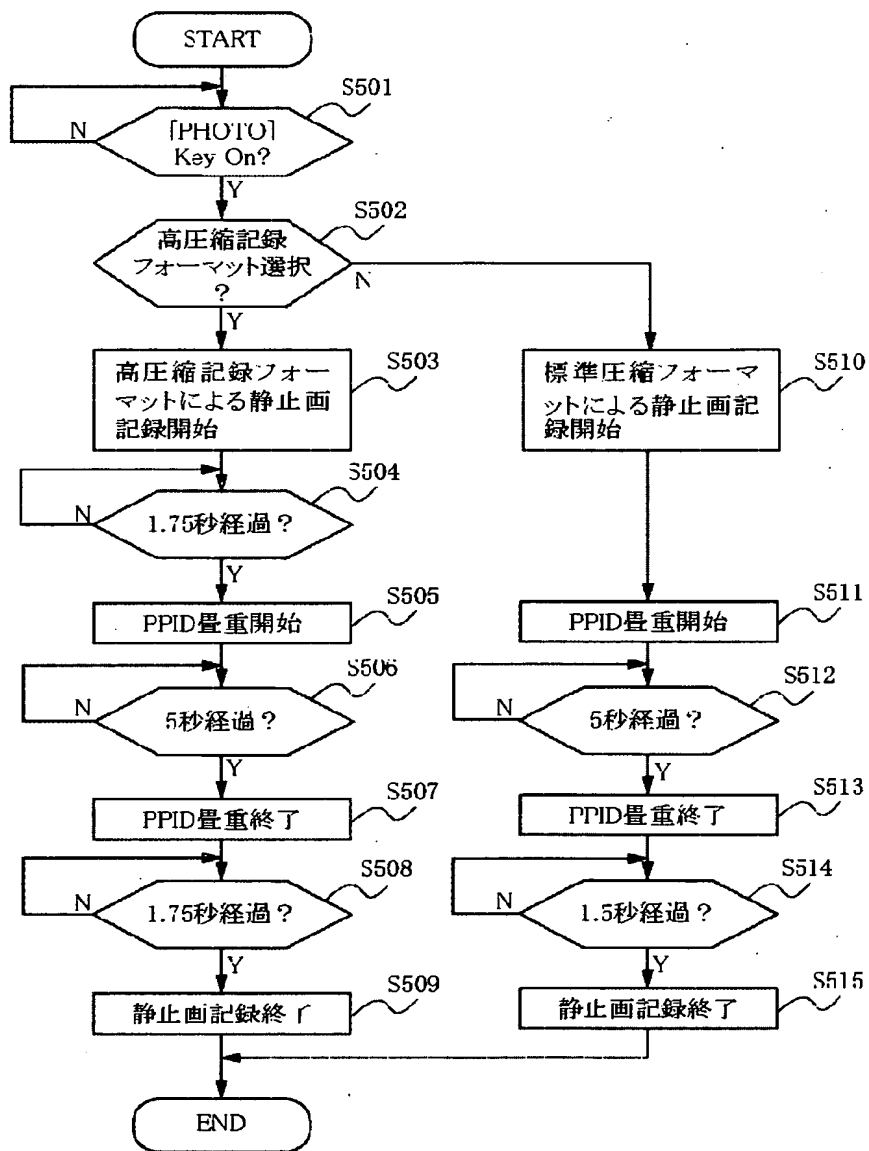 START
S501
「PHOTO」
Key On?
N
Y
S502
高圧縮記録
フォーマット選択
?
N
Y
S503
高圧縮記録フォー
マットによる静止画
記録開始
S504
1.75秒経過?
N
Y
S505
PPID畳重開始
S506
5秒経過?
N
Y
S507
PPID畳重終了
S508
1.75秒経過?
N
Y
S509
静止画記録終了
S510
標準圧縮フォーマ
ットによる静止画記
録開始
S511
PPID畳重開始
S512
5秒経過?
N
Y
S513
PPID畳重終了
S514
1.5秒経過?
N
Y
S515
静止画記録終了
END